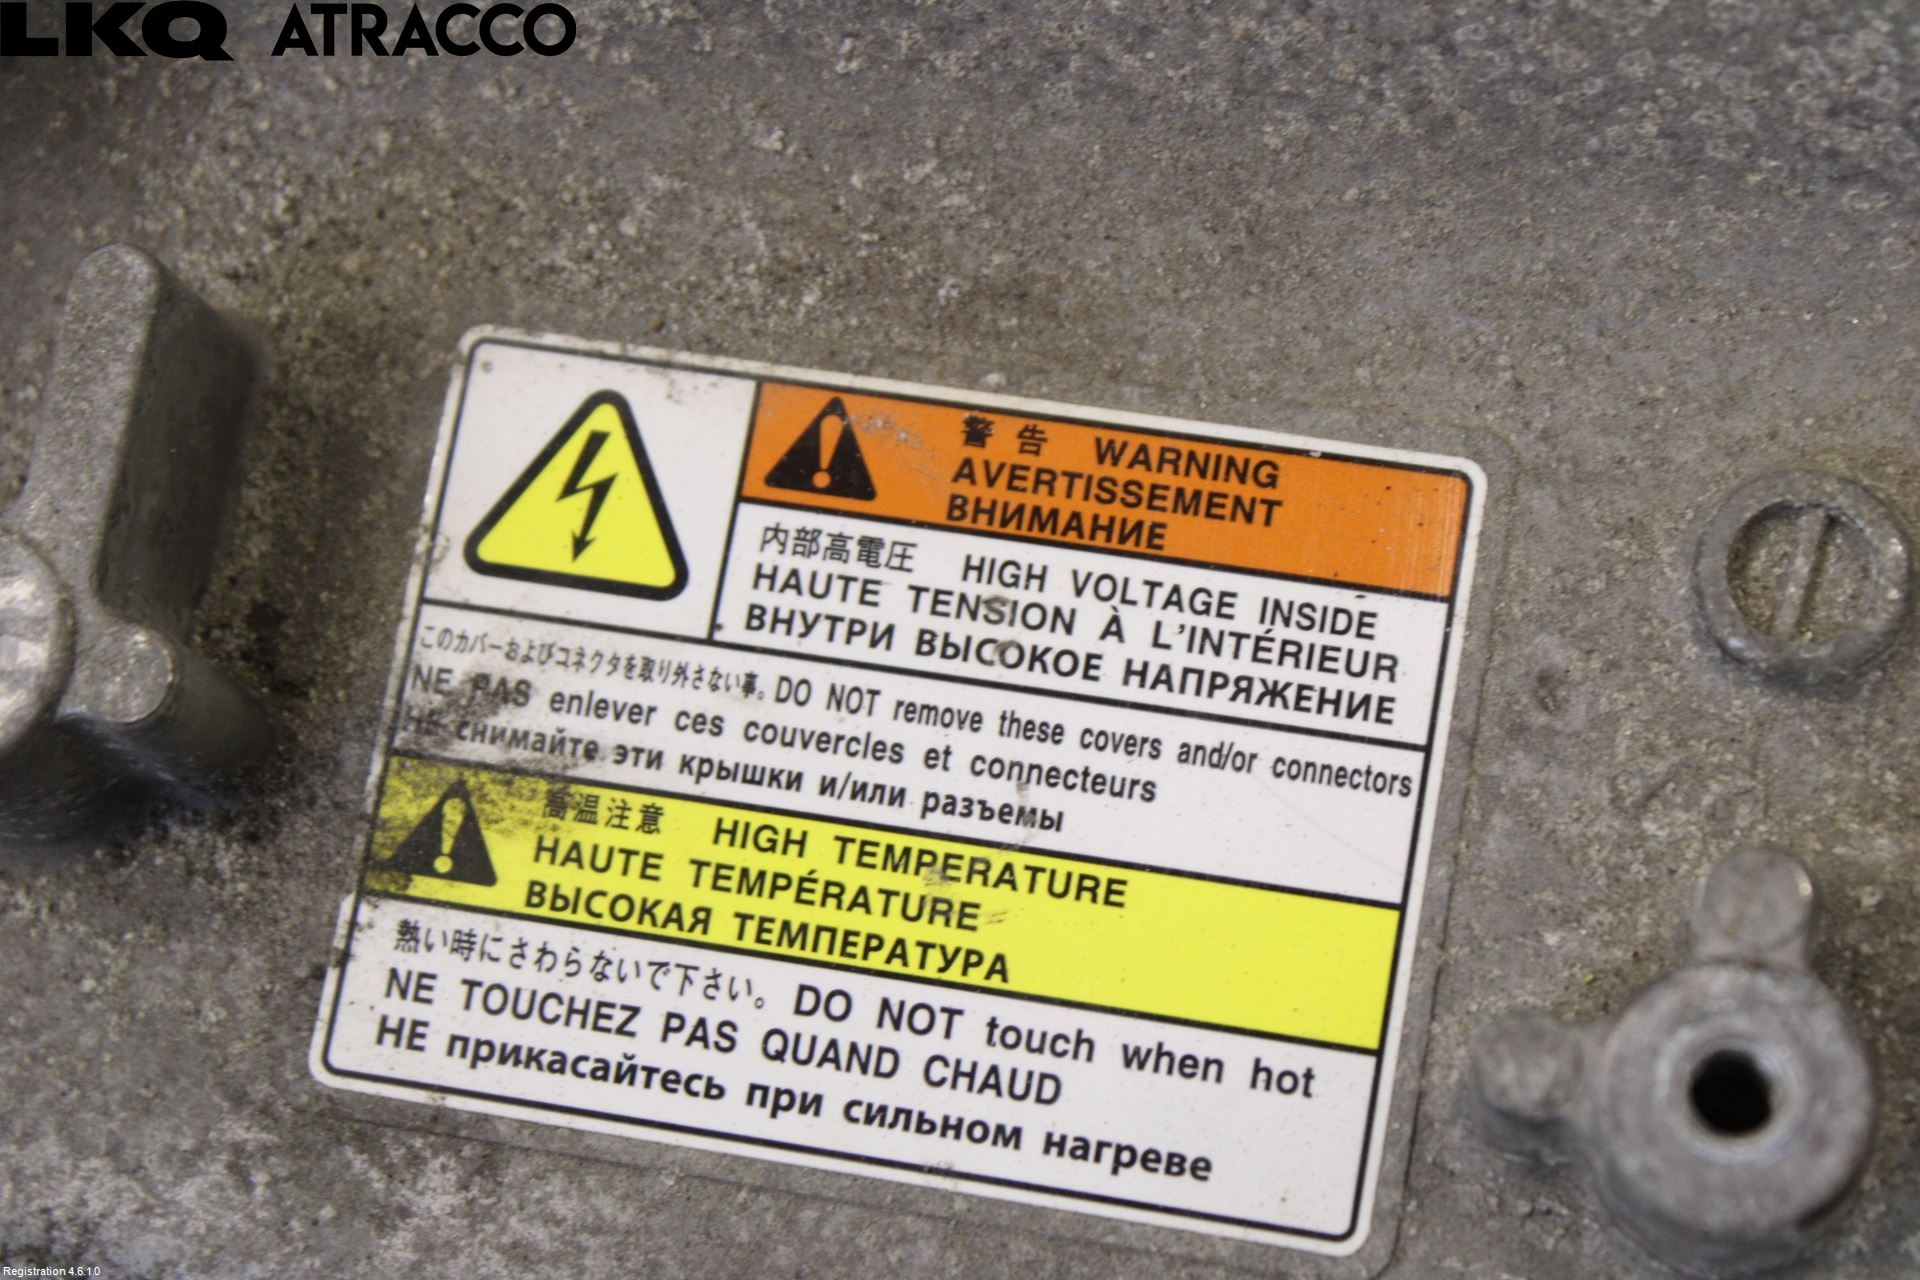 LKQ ATRACCO
警告 WARNING
AVERTISSEMENT
ВНИМАНИЕ
内部高電圧 HIGH VOLTAGE INSIDE
HAUTE TENSION À L'INTÉRIEUR
ВНУТРИ ВЫСОКОЕ НАПРЯЖЕНИЕ
このカバーおよびコネクタを取り外さない事。DO NOT remove these covers and/or connectors
NE PAS enlever ces couvercles et connecteurs
НЕ снимайте эти крышки и/или разъемы
高温注意 HIGH TEMPERATURE
HAUTE TEMPÉRATURE
ВЫСОКАЯ ТЕМПЕРАТУРА
熱い時にさわらないで下さい。DO NOT touch when hot
NE TOUCHEZ PAS QUAND CHAUD
НЕ прикасайтесь при сильном нагреве
Registration 4.6.1.0